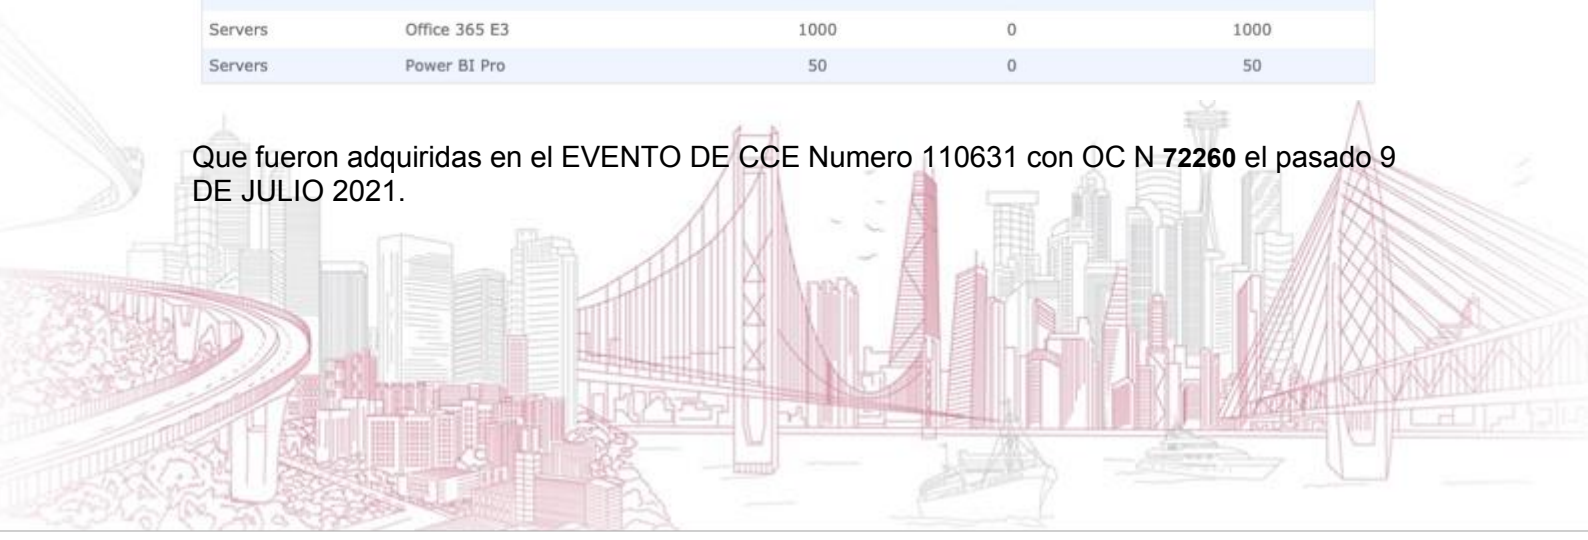 Servers Office 365 E3 1000 0 1000
Servers Power BI Pro 50 0 50
Que fueron adquiridas en el EVENTO DE CCE Numero 110631 con OC N 72260 el pasado 9
DE JULIO 2021.